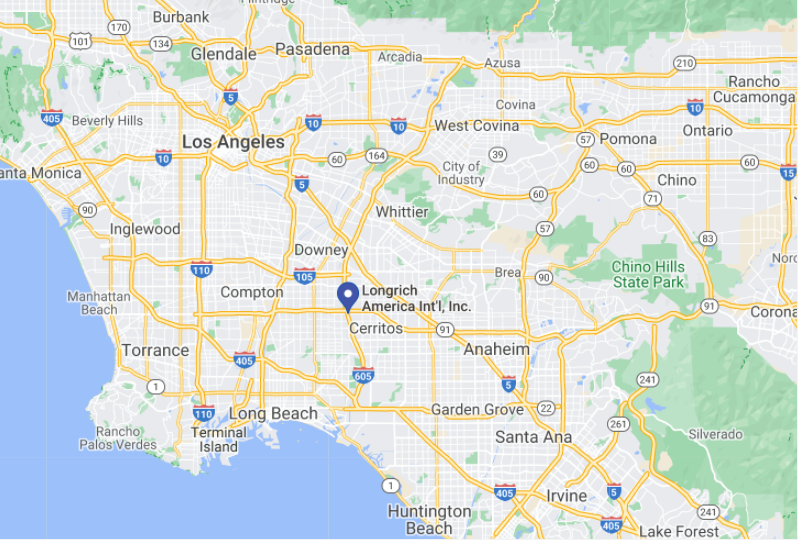 Burbank
170
101
134
Glendale
Pasadena
Arcadia
Azusa
210
Rancho
Cucamonga
5
405
Beverly Hills
10
10
10
Covina
West Covina
Los Angeles
57
Pomona
Ontario
10
60
164
39
60
60
60
anta Monica
5
City of
Industry
60
Chino
15
90
Whittier
71
Inglewood
57
83
Downey
110
105
Brea
90
Chino Hills
State Park
Norc
Manhattan
Beach
Compton
Longrich
America Int'l, Inc.
91
Corona
Cerritos
91
Torrance
405
Anaheim
1
605
5
241
110
Long Beach
Garden Grove
22
261
Rancho
Palos Verdes
Terminal
Island
Santa Ana
Silverado
1
405
5
Irvine
Huntington
Beach
405
241
Lake Forest